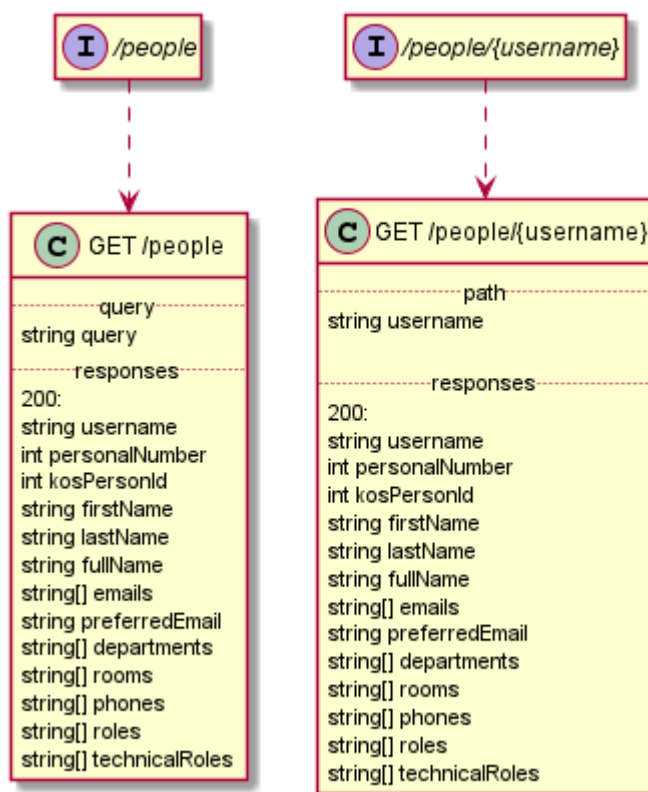 I /people
C GET /people
query
string query
responses
200:
string username
int personalNumber
int kosPersonId
string firstName
string lastName
string fullName
string[] emails
string preferredEmail
string[] departments
string[] rooms
string[] phones
string[] roles
string[] technicalRoles
I /people/{username}
C GET /people/{username}
path
string username
responses
200:
string username
int personalNumber
int kosPersonId
string firstName
string lastName
string fullName
string[] emails
string preferredEmail
string[] departments
string[] rooms
string[] phones
string[] roles
string[] technicalRoles